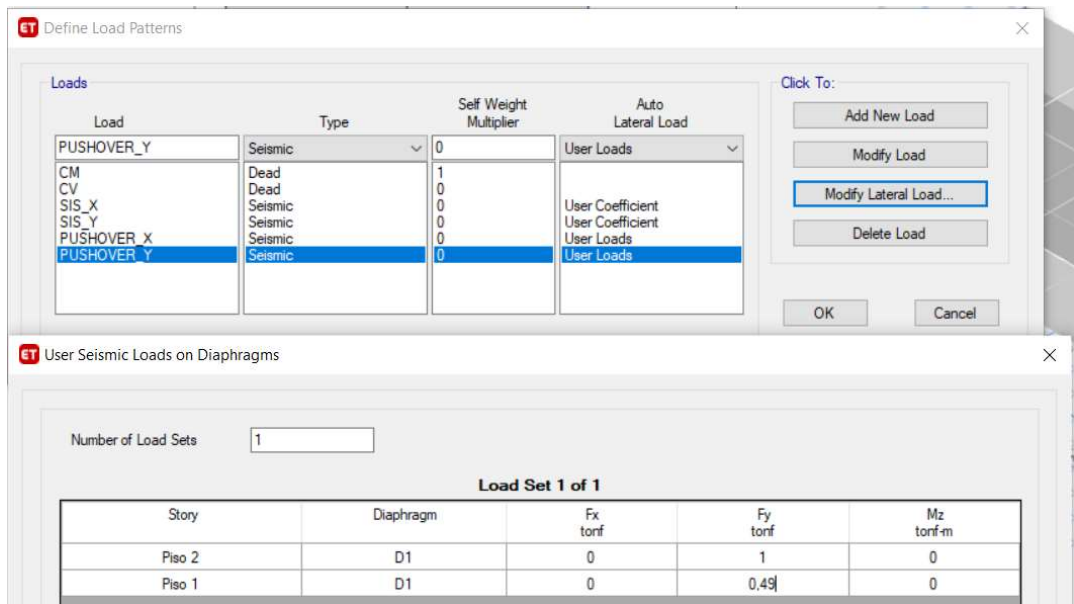 ET Define Load Patterns
Loads
Click To:
Load Type Self Weight Multiplier Auto Lateral Load
PUSHOVER_Y Seismic 0 User Loads
CM Dead 1
CV Dead 0
SIS_X Seismic 0 User Coefficient
SIS_Y Seismic 0 User Coefficient
PUSHOVER_X Seismic 0 User Loads
PUSHOVER_Y Seismic 0 User Loads
Add New Load
Modify Load
Modify Lateral Load...
Delete Load
OK Cancel
ET User Seismic Loads on Diaphragms
Number of Load Sets 1
Load Set 1 of 1
Story Diaphragm Fx tonf Fy tonf Mz tonf-m
Piso 2 D1 0 1 0
Piso 1 D1 0 0,49 0